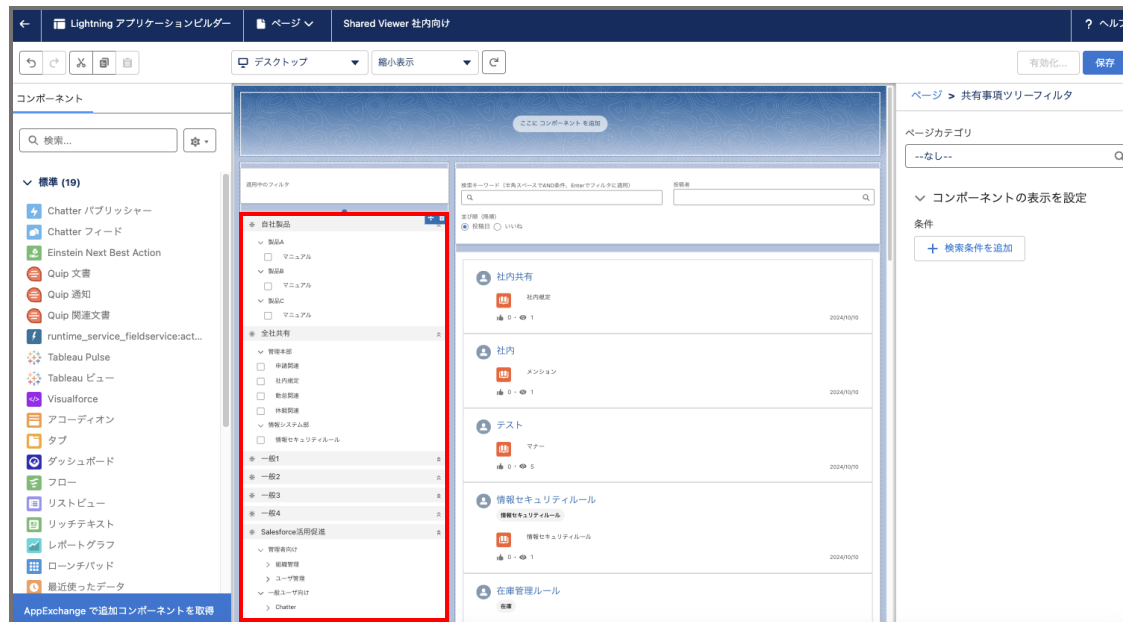 Lightning アプリケーションビルダー
ページ
Shared Viewer 社内向け
? ヘルプ
デスクトップ
縮小表示
有効化...
保存
コンポーネント
検索...
標準 (19)
Chatter パブリッシャー
Chatter フィード
Einstein Next Best Action
Quip 文書
Quip 通知
Quip 関連文書
runtime_service_fieldservice:act...
Tableau Pulse
Tableau ビュー
Visualforce
アコーディオン
タブ
ダッシュボード
フロー
リストビュー
リッチテキスト
レポートグラフ
ローンチパッド
最近使ったデータ
AppExchange で追加コンポーネントを取得
ここに コンポーネント を追加
適用中のフィルタ
自社製品
製品A
マニュアル
製品B
マニュアル
製品C
マニュアル
全社共有
管理本部
申請関連
社内規定
勤怠関連
休暇関連
情報システム部
情報セキュリティルール
一般1
一般2
一般3
一般4
Salesforce活用促進
管理者向け
組織管理
ユーザ管理
一般ユーザ向け
Chatter
検索キーワード (半角スペースでAND条件、Enterでフィルタに適用)
投稿者
並び順 (降順)
投稿日
いいね
社内共有
社内規定
0・ 1
2024/10/10
社内
メンション
0・ 1
2024/10/10
テスト
マナー
0・ 5
2024/10/10
情報セキュリティルール
情報セキュリティルール
情報セキュリティルール
0・ 1
2024/10/10
在庫管理ルール
在庫
ページ > 共有事項ツリーフィルタ
ページカテゴリ
--なし--
コンポーネントの表示を設定
条件
+ 検索条件を追加